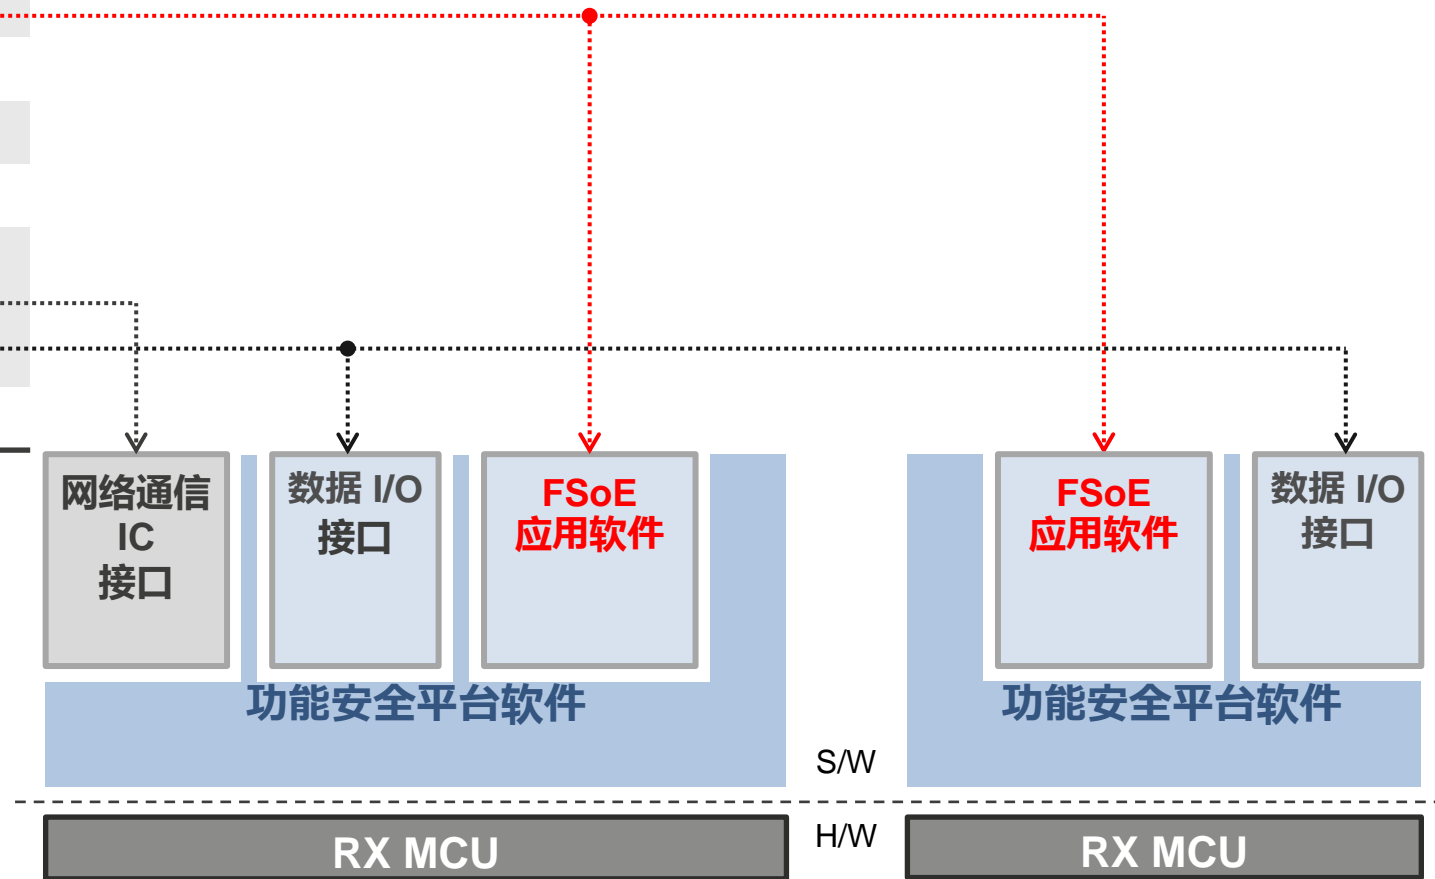 网络通信
IC
接口
数据 I/O
接口
FSoE
应用软件
FSoE
应用软件
数据 I/O
接口
功能安全平台软件
功能安全平台软件
S/W
H/W
RX MCU
RX MCU